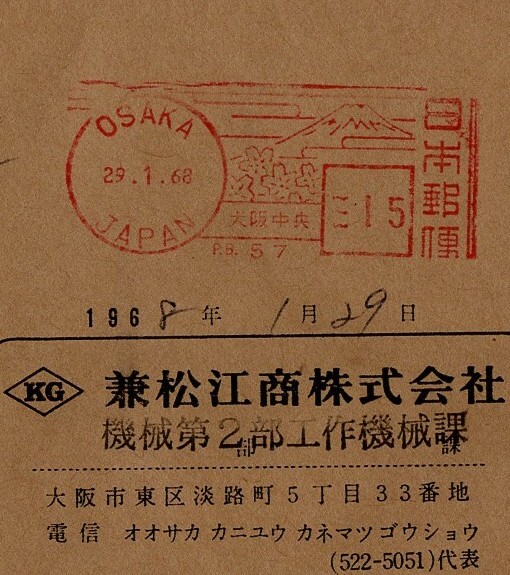 OSAKA
29.1.68
JAPAN
大阪中央
P.B. 57
15
日本郵便
1968年 1月29日
KG 兼松江商株式会社
機械第2部工作機械課
大阪市東区淡路町5丁目33番地
電信 オオサカ カニユウ カネマツゴウショウ
(522-5051)代表